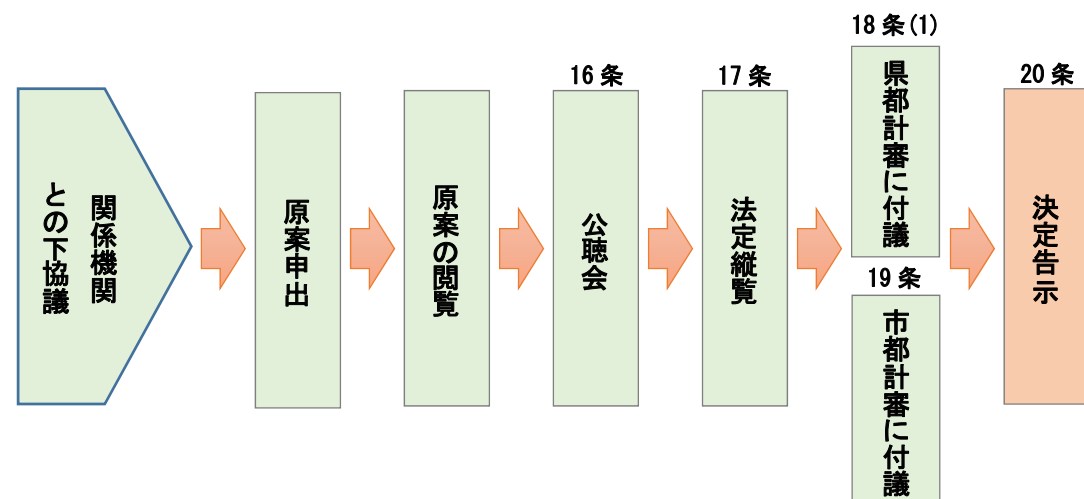 関係機関
との下協議
原案申出
原案の閲覧
16条
公聴会
17条
法定縦覧
18条(1)
県都計審に付議
19条
市都計審に付議
20条
決定告示